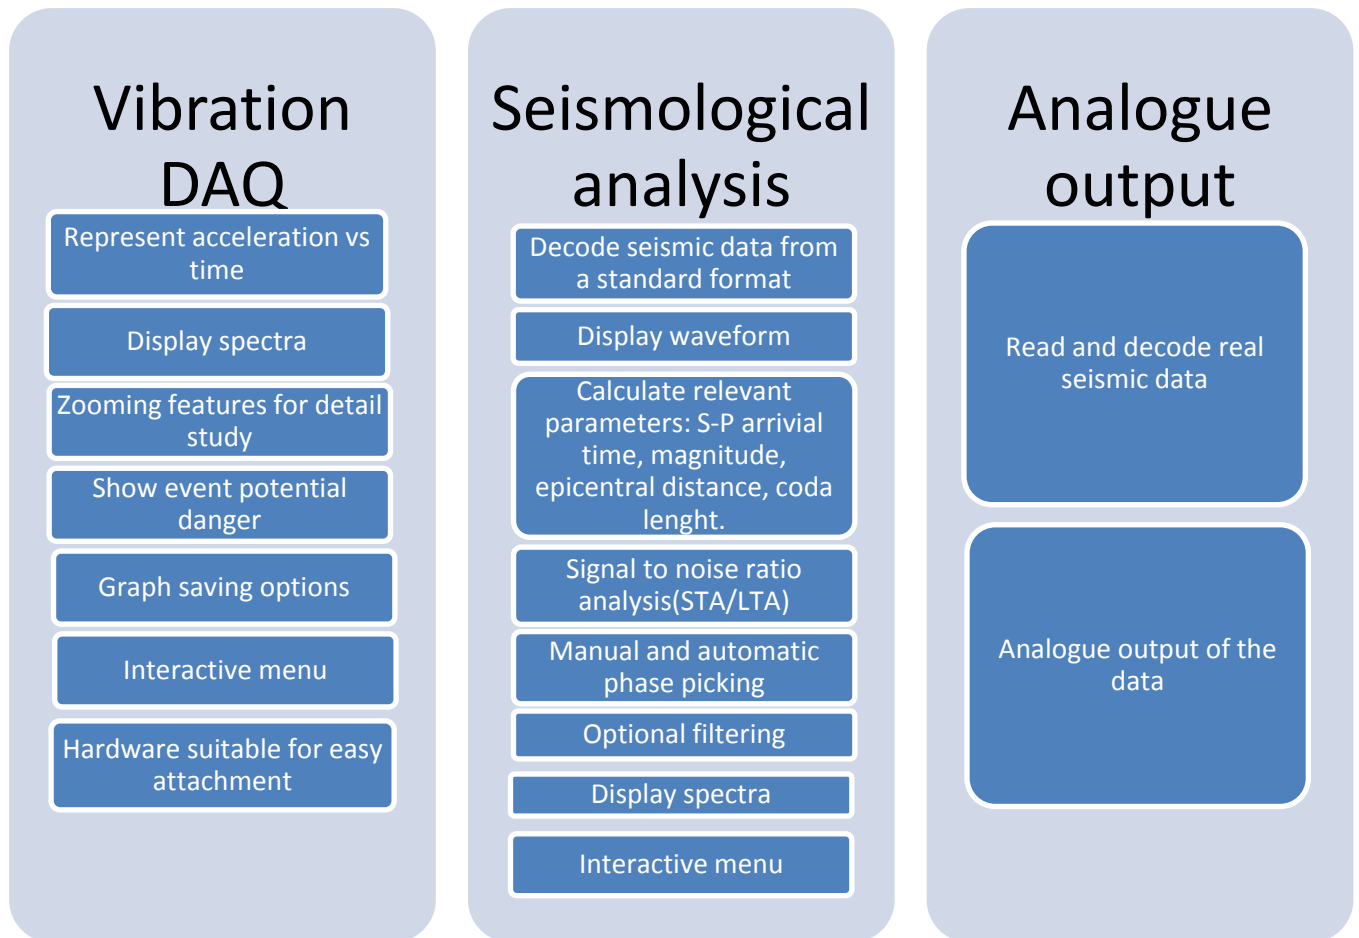 Vibration
DAQ
Represent acceleration vs
time
Display spectra
Zooming features for detail
study
Show event potential
danger
Graph saving options
Interactive menu
Hardware suitable for easy
attachment
Seismological
analysis
Decode seismic data from
a standard format
Display waveform
Calculate relevant
parameters: S-P arrivial
time, magnitude,
epicentral distance, coda
lenght.
Signal to noise ratio
analysis(STA/LTA)
Manual and automatic
phase picking
Optional filtering
Display spectra
Interactive menu
Analogue
output
Read and decode real
seismic data
Analogue output of the
data